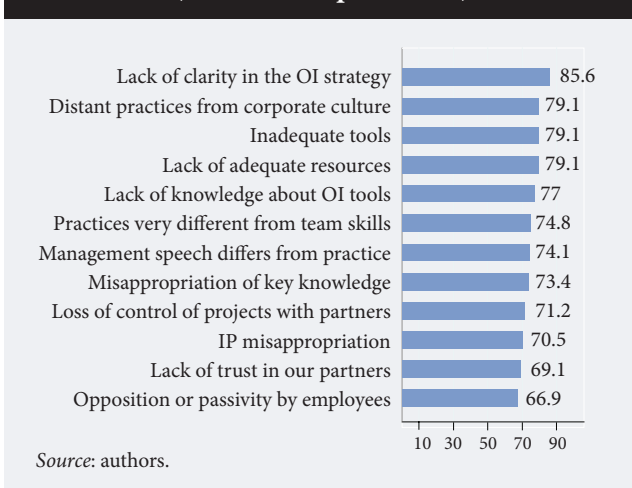 Lack of clarity in the OI strategy 85.6
Distant practices from corporate culture 79.1
Inadequate tools 79.1
Lack of adequate resources 79.1
Lack of knowledge about OI tools 77
Practices very different from team skills 74.8
Management speech differs from practice 74.1
Misappropriation of key knowledge 73.4
Loss of control of projects with partners 71.2
IP misappropriation 70.5
Lack of trust in our partners 69.1
Opposition or passivity by employees 66.9
10 30 50 70 90
Source: authors.